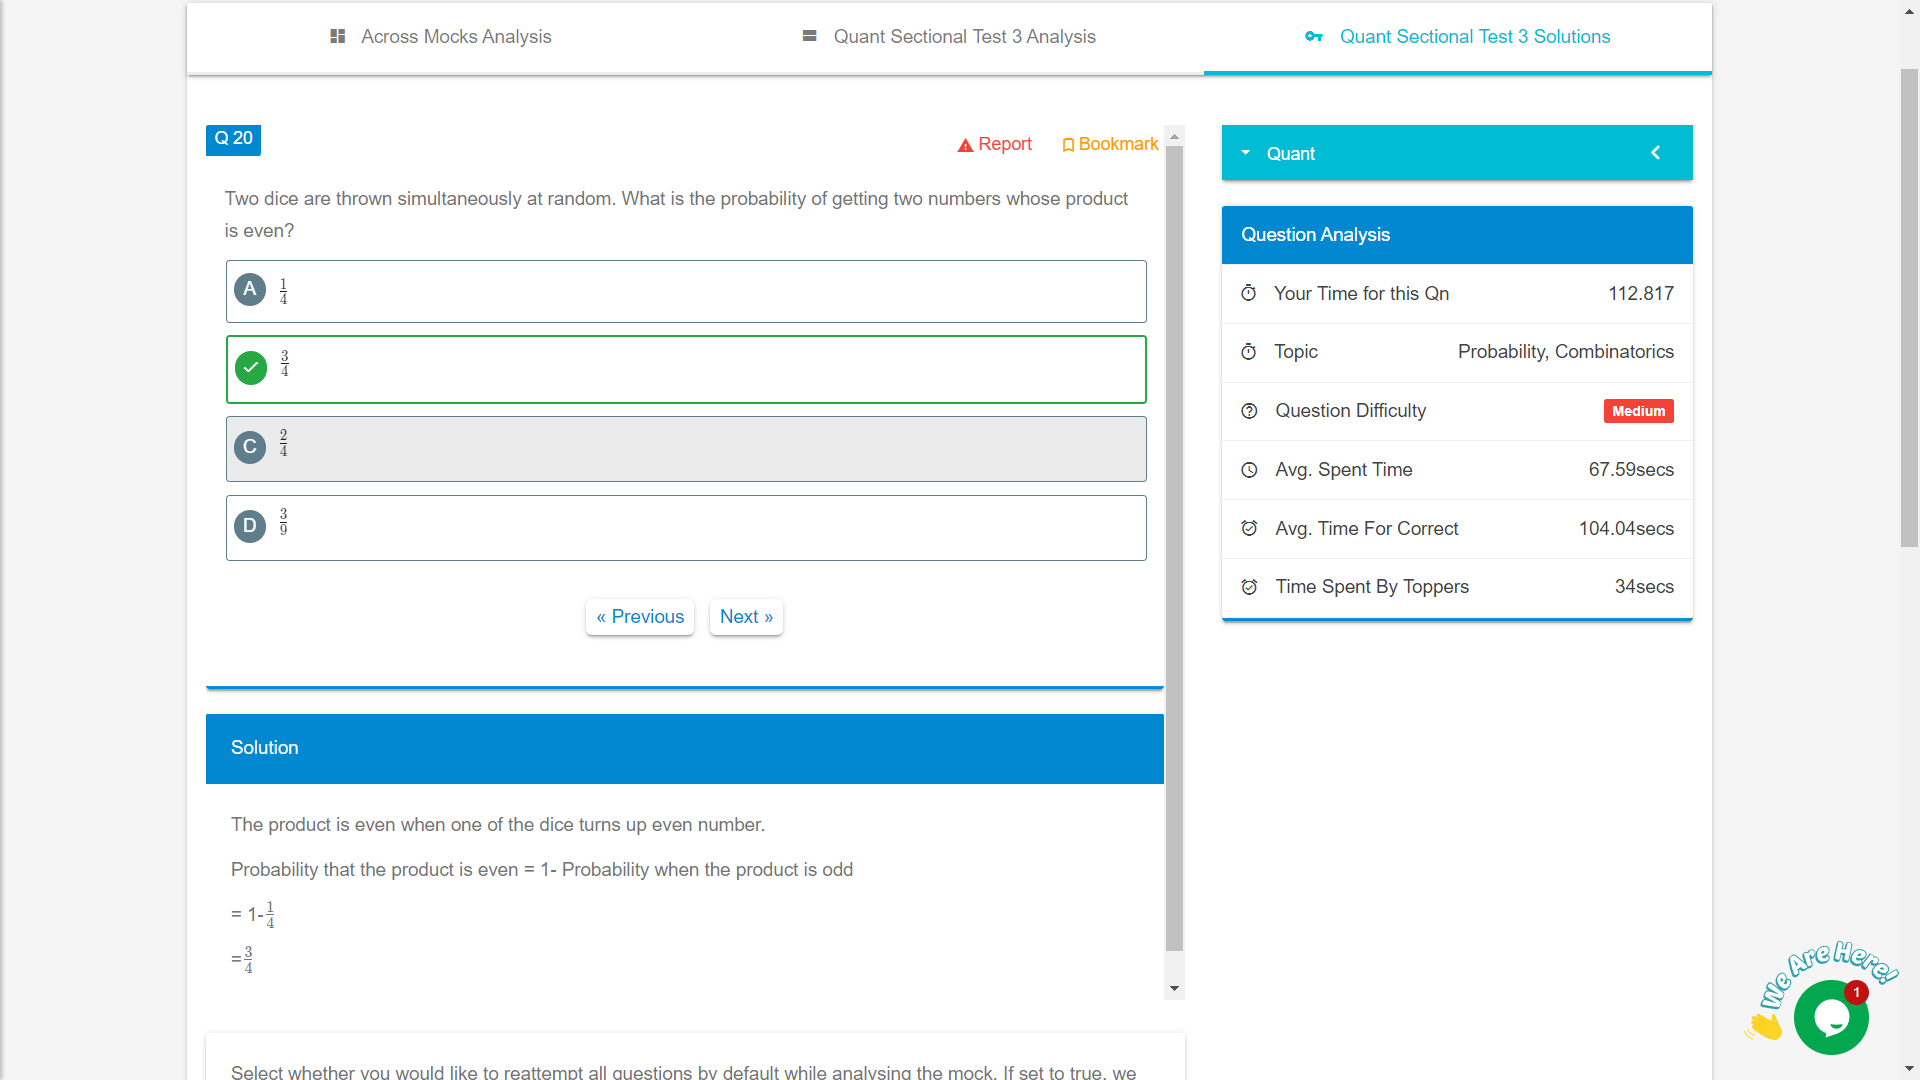 Across Mocks Analysis
Quant Sectional Test 3 Analysis
Quant Sectional Test 3 Solutions
Q 20
Report
Bookmark
Two dice are thrown simultaneously at random. What is the probability of getting two numbers whose product
is even?
A 1/4
3/4
C 2/4
D 3/9
« Previous
Next »
Solution
The product is even when one of the dice turns up even number.
Probability that the product is even = 1- Probability when the product is odd
= 1-1/4
=3/4
Select whether you would like to reattempt all questions by default while analysing the mock. If set to true, we
Quant
Question Analysis
Your Time for this Qn 112.817
Topic Probability, Combinatorics
Question Difficulty Medium
Avg. Spent Time 67.59secs
Avg. Time For Correct 104.04secs
Time Spent By Toppers 34secs
We Are Here!
1